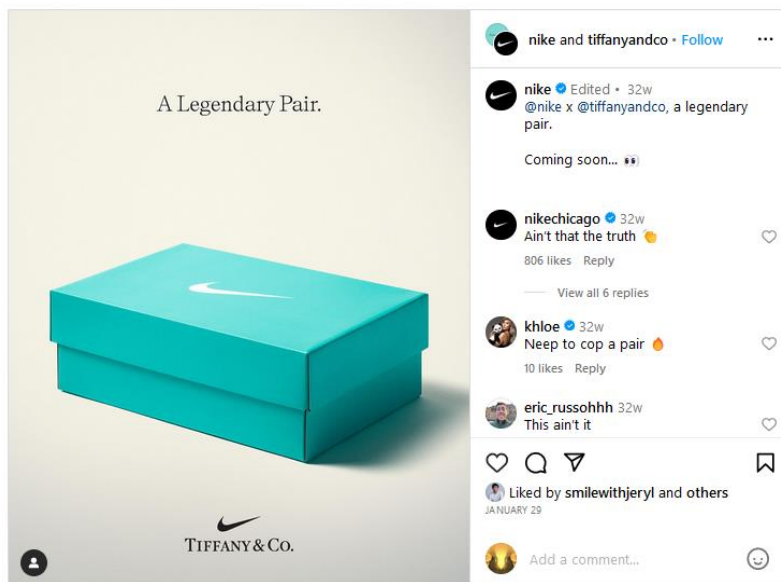 A Legendary Pair.
TIFFANY & CO.
nike and tiffanyandco • Follow
nike Edited • 32w
@nike x @tiffanyandco, a legendary
pair.
Coming soon... 👀
nikechicago 32w
Ain't that the truth 👏
806 likes Reply
View all 6 replies
khloe 32w
Neep to cop a pair 🔥
10 likes Reply
eric_russohhh 32w
This ain't it
Liked by smilewithjeryl and others
JANUARY 29
Add a comment...